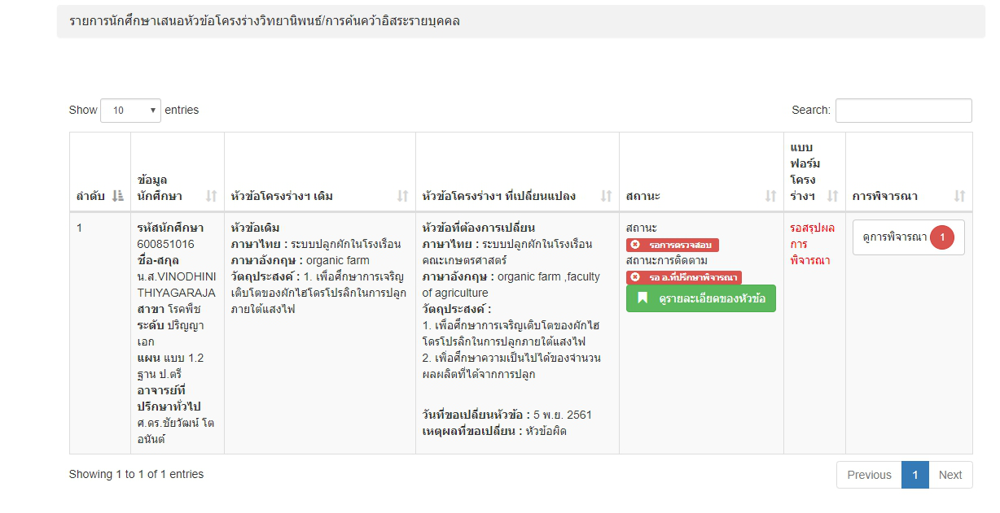 รายการนักศึกษาเสนอหัวข้อโครงร่างวิทยานิพนธ์/การค้นคว้าอิสระรายบุคคล
Show 10 entries
Search:
ลำดับ
ข้อมูล
นักศึกษา
หัวข้อโครงร่างฯ เดิม
หัวข้อโครงร่างฯ ที่เปลี่ยนแปลง
สถานะ
แบบ
ฟอร์ม
โครง
ร่างฯ
การพิจารณา
1
รหัสนักศึกษา
600851016
ชื่อ-สกุล
น.ส.VINODHINI
THIYAGARAJA
สาขา โรคพืช
ระดับ ปริญญา
เอก
แผน แบบ 1.2
ฐาน ป.ตรี
อาจารย์ที่
ปรึกษาทั่วไป
ศ.ดร.ชัยวัฒน์ โต
อนันต์
หัวข้อเดิม
ภาษาไทย : ระบบปลูกผักในโรงเรือน
ภาษาอังกฤษ : organic farm
วัตถุประสงค์ : 1. เพื่อศึกษาการเจริญ
เติบโตของผักไฮโดรโปรลิกในการปลูก
ภายใต้แสงไฟ
หัวข้อที่ต้องการเปลี่ยน
ภาษาไทย : ระบบปลูกผักในโรงเรือน
คณะเกษตรศาสตร์
ภาษาอังกฤษ : organic farm ,faculty
of agriculture
วัตถุประสงค์ :
1. เพื่อศึกษาการเจริญเติบโตของผักไฮ
โดรโปรลิกในการปลูกภายใต้แสงไฟ
2. เพื่อศึกษาความเป็นไปได้ของจำนวน
ผลผลิตที่ได้จากการปลูก
วันที่ขอเปลี่ยนหัวข้อ : 5 พ.ย. 2561
เหตุผลที่ขอเปลี่ยน : หัวข้อผิด
สถานะ
รอการตรวจสอบ
สถานะการติดตาม
รอ อ.ที่ปรึกษาพิจารณา
ดูรายละเอียดของหัวข้อ
รอสรุปผล
การ
พิจารณา
ดูการพิจารณา 1
Showing 1 to 1 of 1 entries
Previous 1 Next